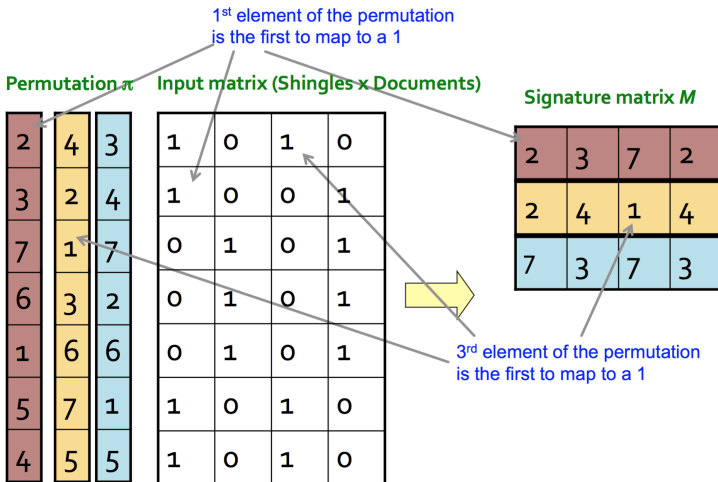 1st element of the permutation
is the first to map to a 1
Permutation π
Input matrix (Shingles x Documents)
Signature matrix M
2 4 3 1 0 1 0
3 2 4 1 0 0 1
7 1 7 0 1 0 1
6 3 2 0 1 0 1
1 6 6 0 1 0 1
5 7 1 1 0 1 0
4 5 5 1 0 1 0
2 3 7 2
2 4 1 4
7 3 7 3
3rd element of the permutation
is the first to map to a 1